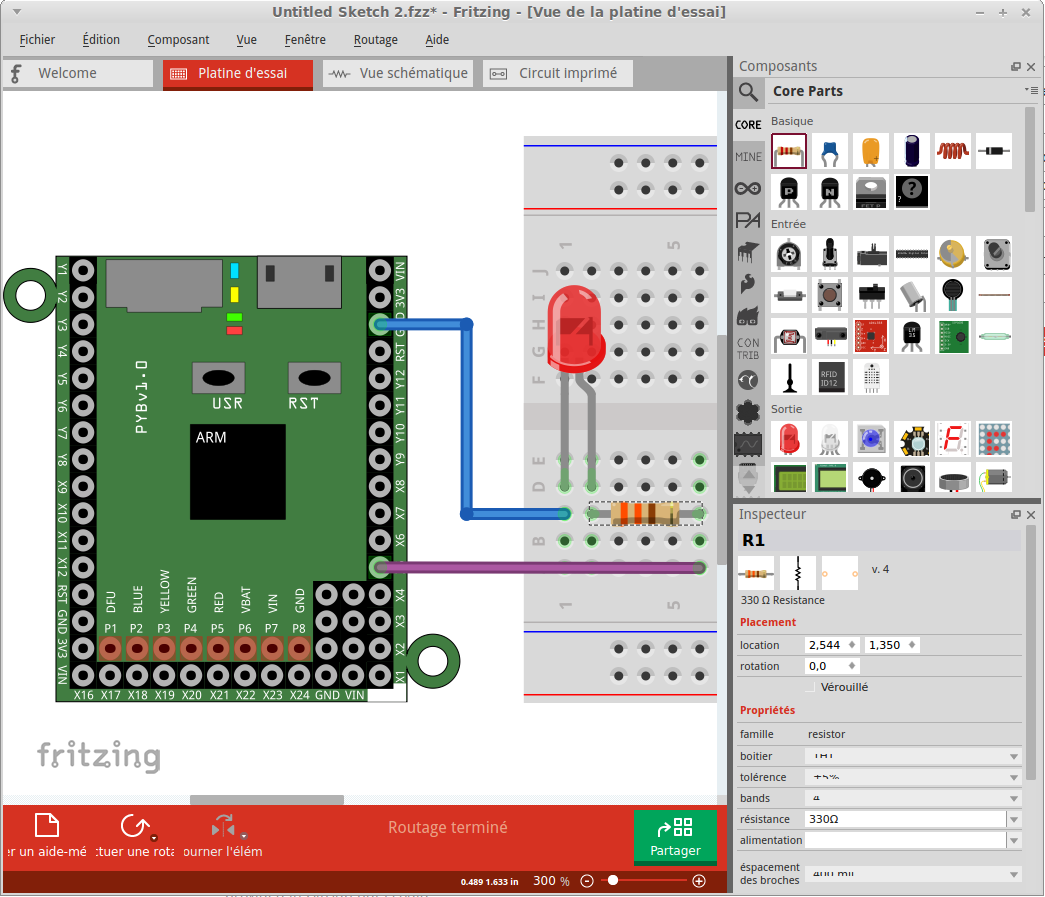 Untitled Sketch 2.fzz* - Fritzing - [Vue de la platine d'essai]
Fichier Édition Composant Vue Fenêtre Routage Aide
Welcome Platine d'essai Vue schématique Circuit imprimé
Composants
Core Parts
CORE
MINE
CON
TRIB
Basique
P N ?
Entrée
RFID
ID12
Sortie
Y1 Y2 Y3 Y4 Y5 Y6 Y7 Y8 X9 X10 X11 X12 RST GND 3V3 VIN
VIN 3V3 RST Y12 Y11 Y10 Y9 X8 X7 X6 X4 X3 X2 X1
PYBv1.0
USR RST
ARM
DFU BLUE YELLOW GREEN RED VBAT VIN GND
P1 P2 P3 P4 P5 P6 P7 P8
X16 X17 X18 X19 X20 X21 X22 X23 X24 GND VIN
1 5
J
I
H
G
F
E
D
B
1 5
fritzing
er un aide-mé :tuer une rota ourner l'élém
Routage terminé
Partager
0.489 1.633 in 300 %
Inspecteur
R1
v. 4
330 Ω Resistance
Placement
location 2,544 1,350
rotation 0,0
Vérouillé
Propriétés
famille resistor
boitier THT
tolérence ±5%
bands 4
résistance 330Ω
alimentation
éspacement
des broches 400 mil